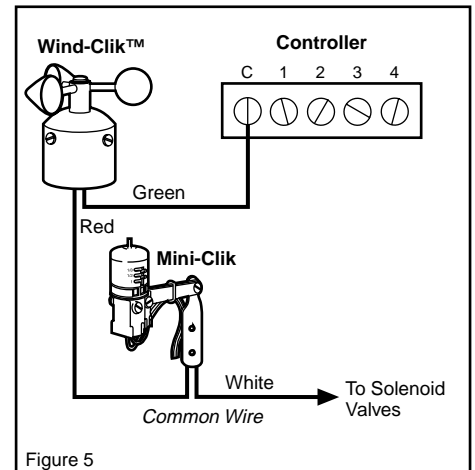 Wind-Clik™
Controller
C 1 2 3 4
Green
Red
Mini-Clik
White
To Solenoid
Valves
Common Wire
Figure 5